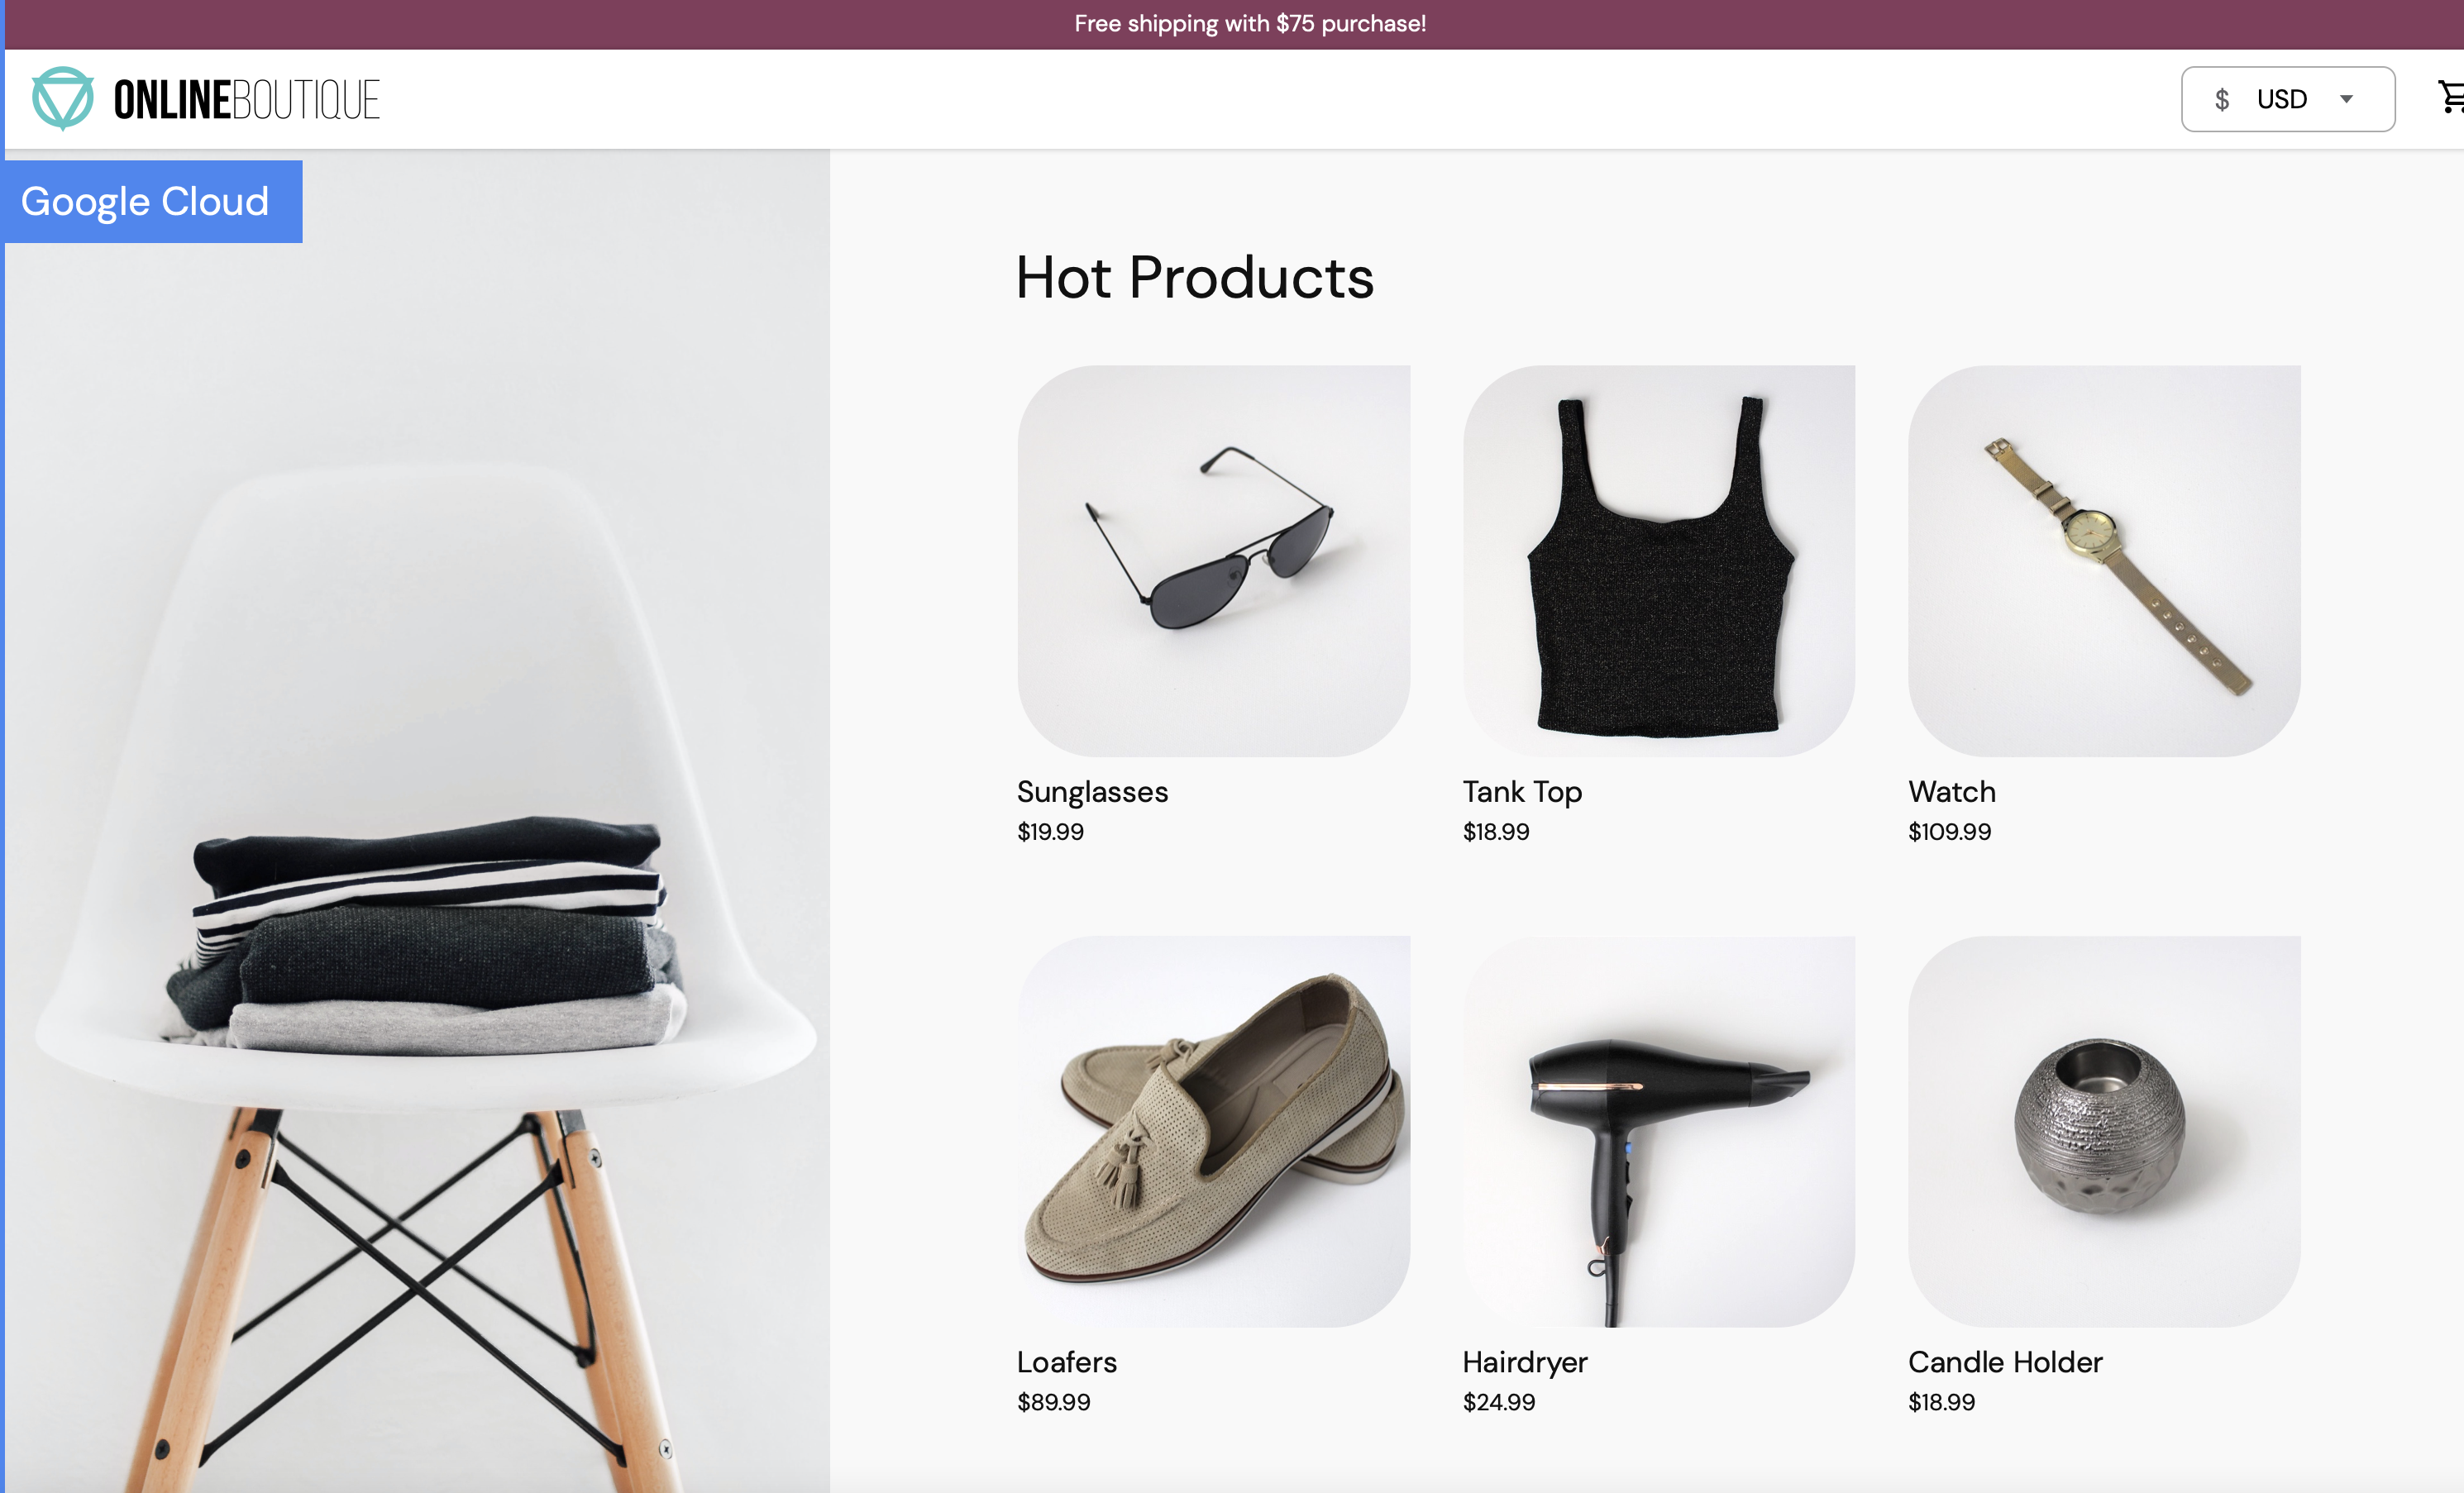 Free shipping with $75 purchase!
ONLINEBOUTIQUE
$ USD
Google Cloud
Hot Products
Sunglasses
$19.99
Tank Top
$18.99
Watch
$109.99
Loafers
$89.99
Hairdryer
$24.99
Candle Holder
$18.99